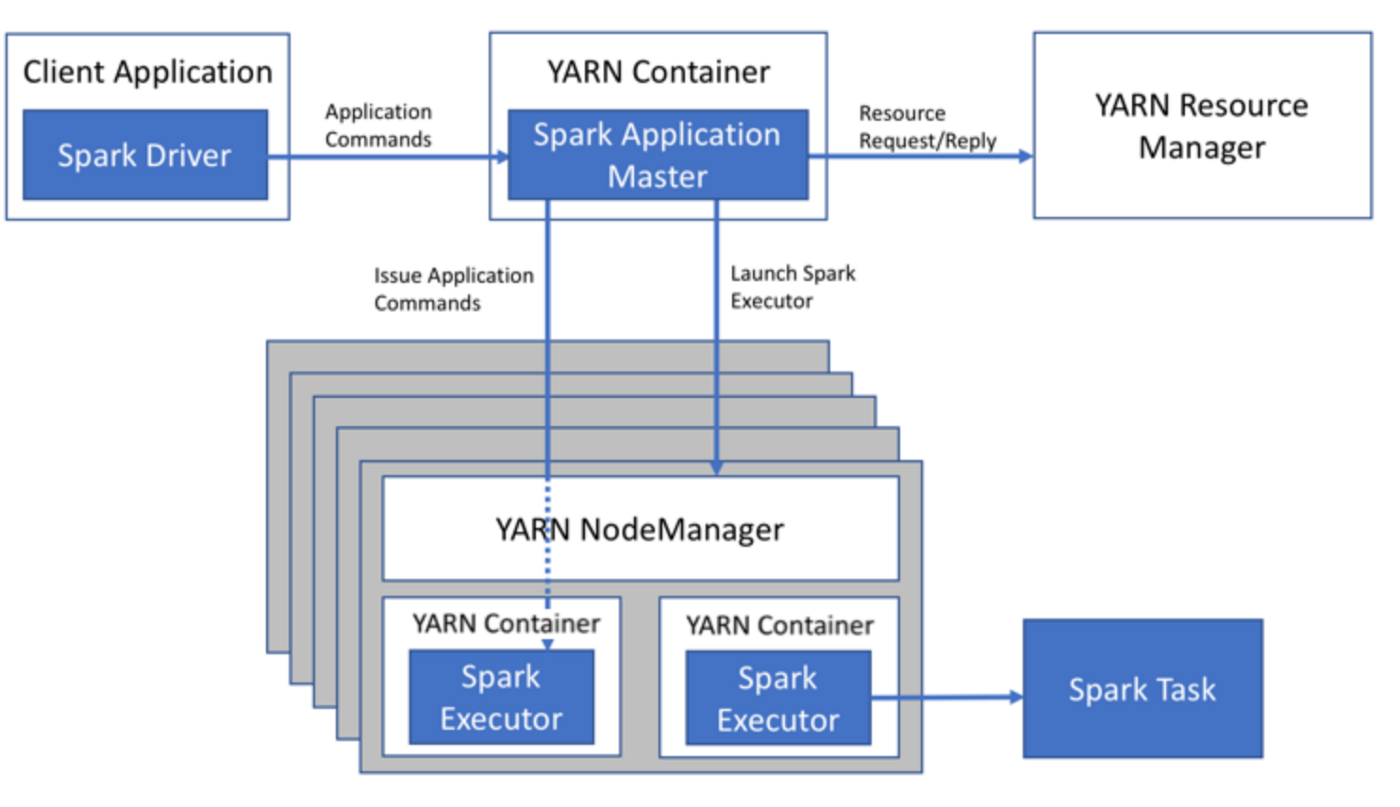 Client Application
Spark Driver
Application
Commands
YARN Container
Spark Application
Master
Resource
Request/Reply
YARN Resource
Manager
Issue Application
Commands
Launch Spark
Executor
YARN NodeManager
YARN Container
Spark
Executor
YARN Container
Spark
Executor
Spark Task